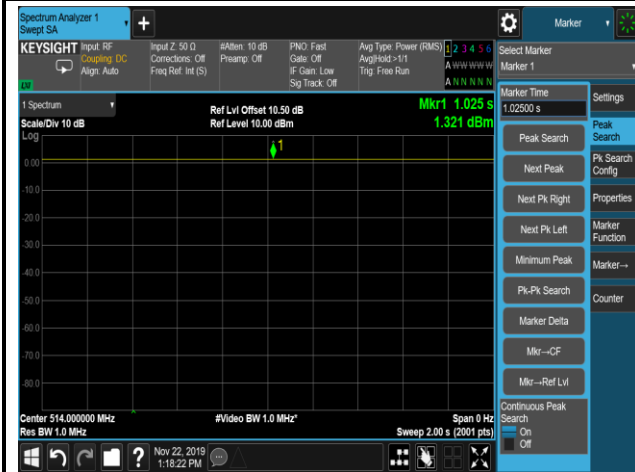 Spectrum Analyzer 1
Swept SA
Marker
KEYSIGHT
Input: RF
Coupling: DC
Align: Auto
Input Z: 50 Ω
Corrections: Off
Freq Ref: Int (S)
#Atten: 10 dB
Preamp: Off
PNO: Fast
Gate: Off
IF Gain: Low
Sig Track: Off
Avg Type: Power (RMS)
Avg|Hold:>1/1
Trig: Free Run
1 2 3 4 5 6
A W W W W W
A N N N N N
Select Marker
Marker 1
Marker Time
1.02500 s
Settings
Peak Search
Next Peak
Next Pk Right
Next Pk Left
Minimum Peak
Pk-Pk Search
Marker Delta
Mkr→CF
Mkr→Ref Lvl
Continuous Peak
Search
On
Off
Peak
Search
Pk Search
Config
Properties
Marker
Function
Marker→
Counter
1 Spectrum
Scale/Div 10 dB
Log
Ref Lvl Offset 10.50 dB
Ref Level 10.00 dBm
Mkr1 1.025 s
1.321 dBm
1
0.00
-10.0
-20.0
-30.0
-40.0
-50.0
-60.0
-70.0
-80.0
Center 514.000000 MHz
Res BW 1.0 MHz
#Video BW 1.0 MHz*
Span 0 Hz
Sweep 2.00 s (2001 pts)
Nov 22, 2019
1:18:22 PM